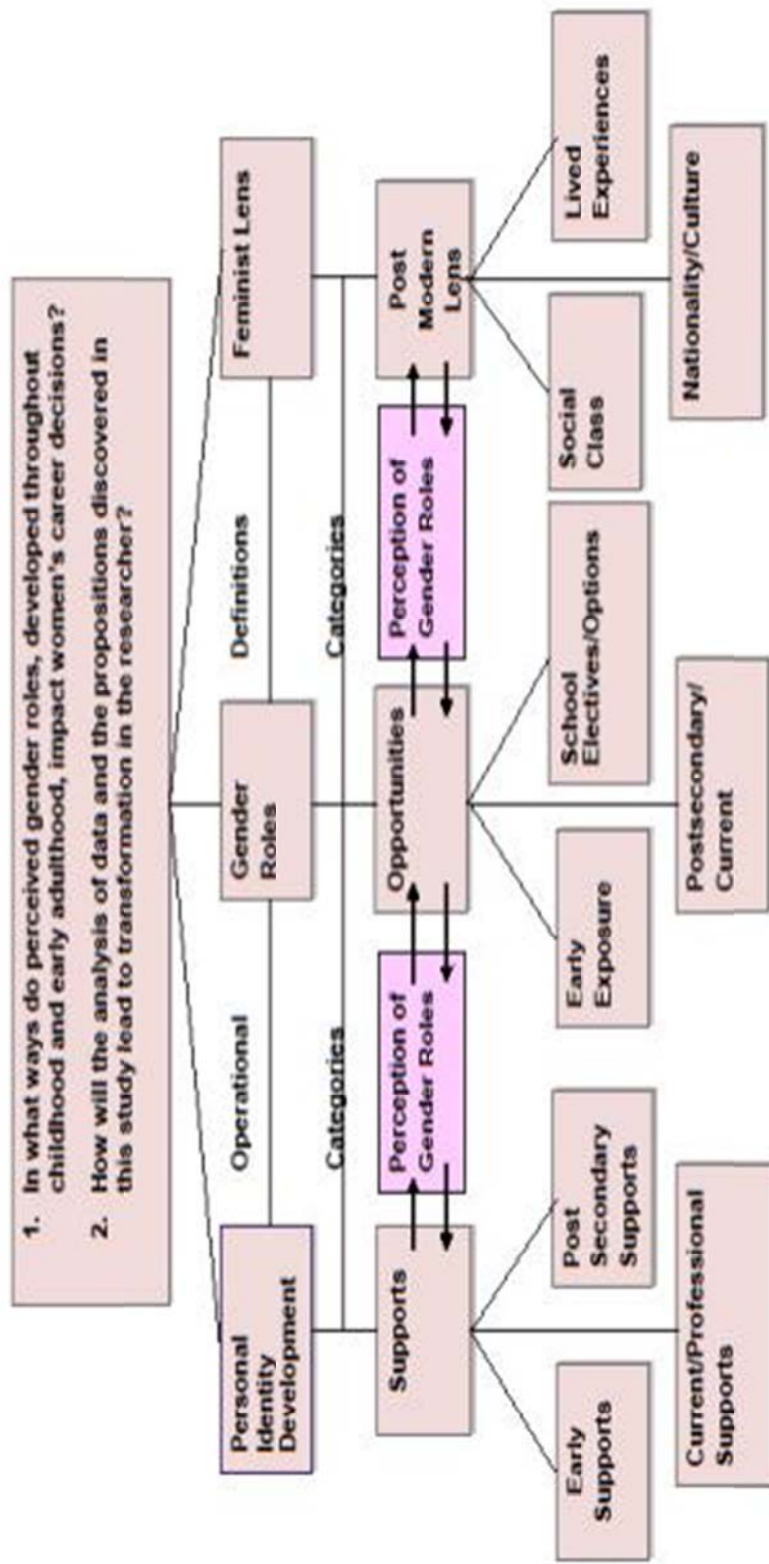 1. In what ways do perceived gender roles, developed throughout
childhood and early adulthood, impact women's career decisions?
2. How will the analysis of data and the propositions discovered in
this study lead to transformation in the researcher?
Personal
Identity
Development
Operational
Gender
Roles
Definitions
Feminist Lens
Categories
Categories
Supports
Perception of
Gender Roles
Opportunities
Perception of
Gender Roles
Post
Modern
Lens
Early
Supports
Post
Secondary
Supports
Early
Exposure
School
Electives/Options
Social
Class
Lived
Experiences
Current/Professional
Supports
Postsecondary/
Current
Nationality/Culture